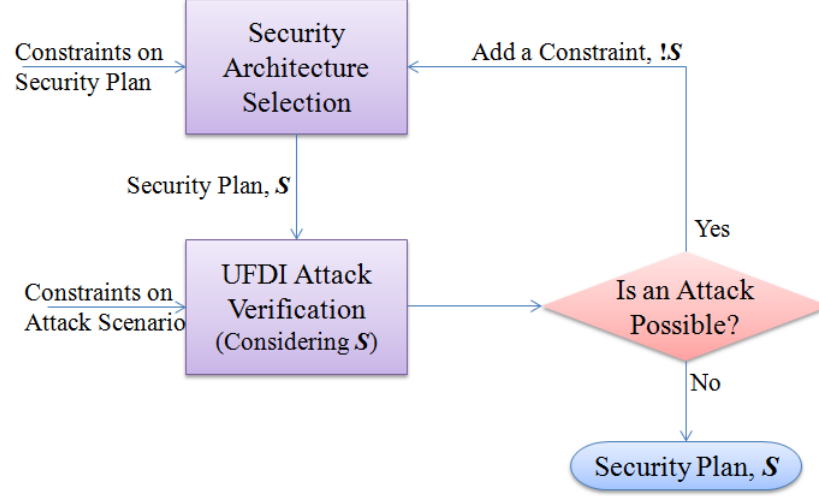 Security
Architecture
Selection
Constraints on
Security Plan
Add a Constraint, !S
Security Plan, S
Yes
UFDI Attack
Verification
(Considering S)
Constraints on
Attack Scenario
Is an Attack
Possible?
No
Security Plan, S